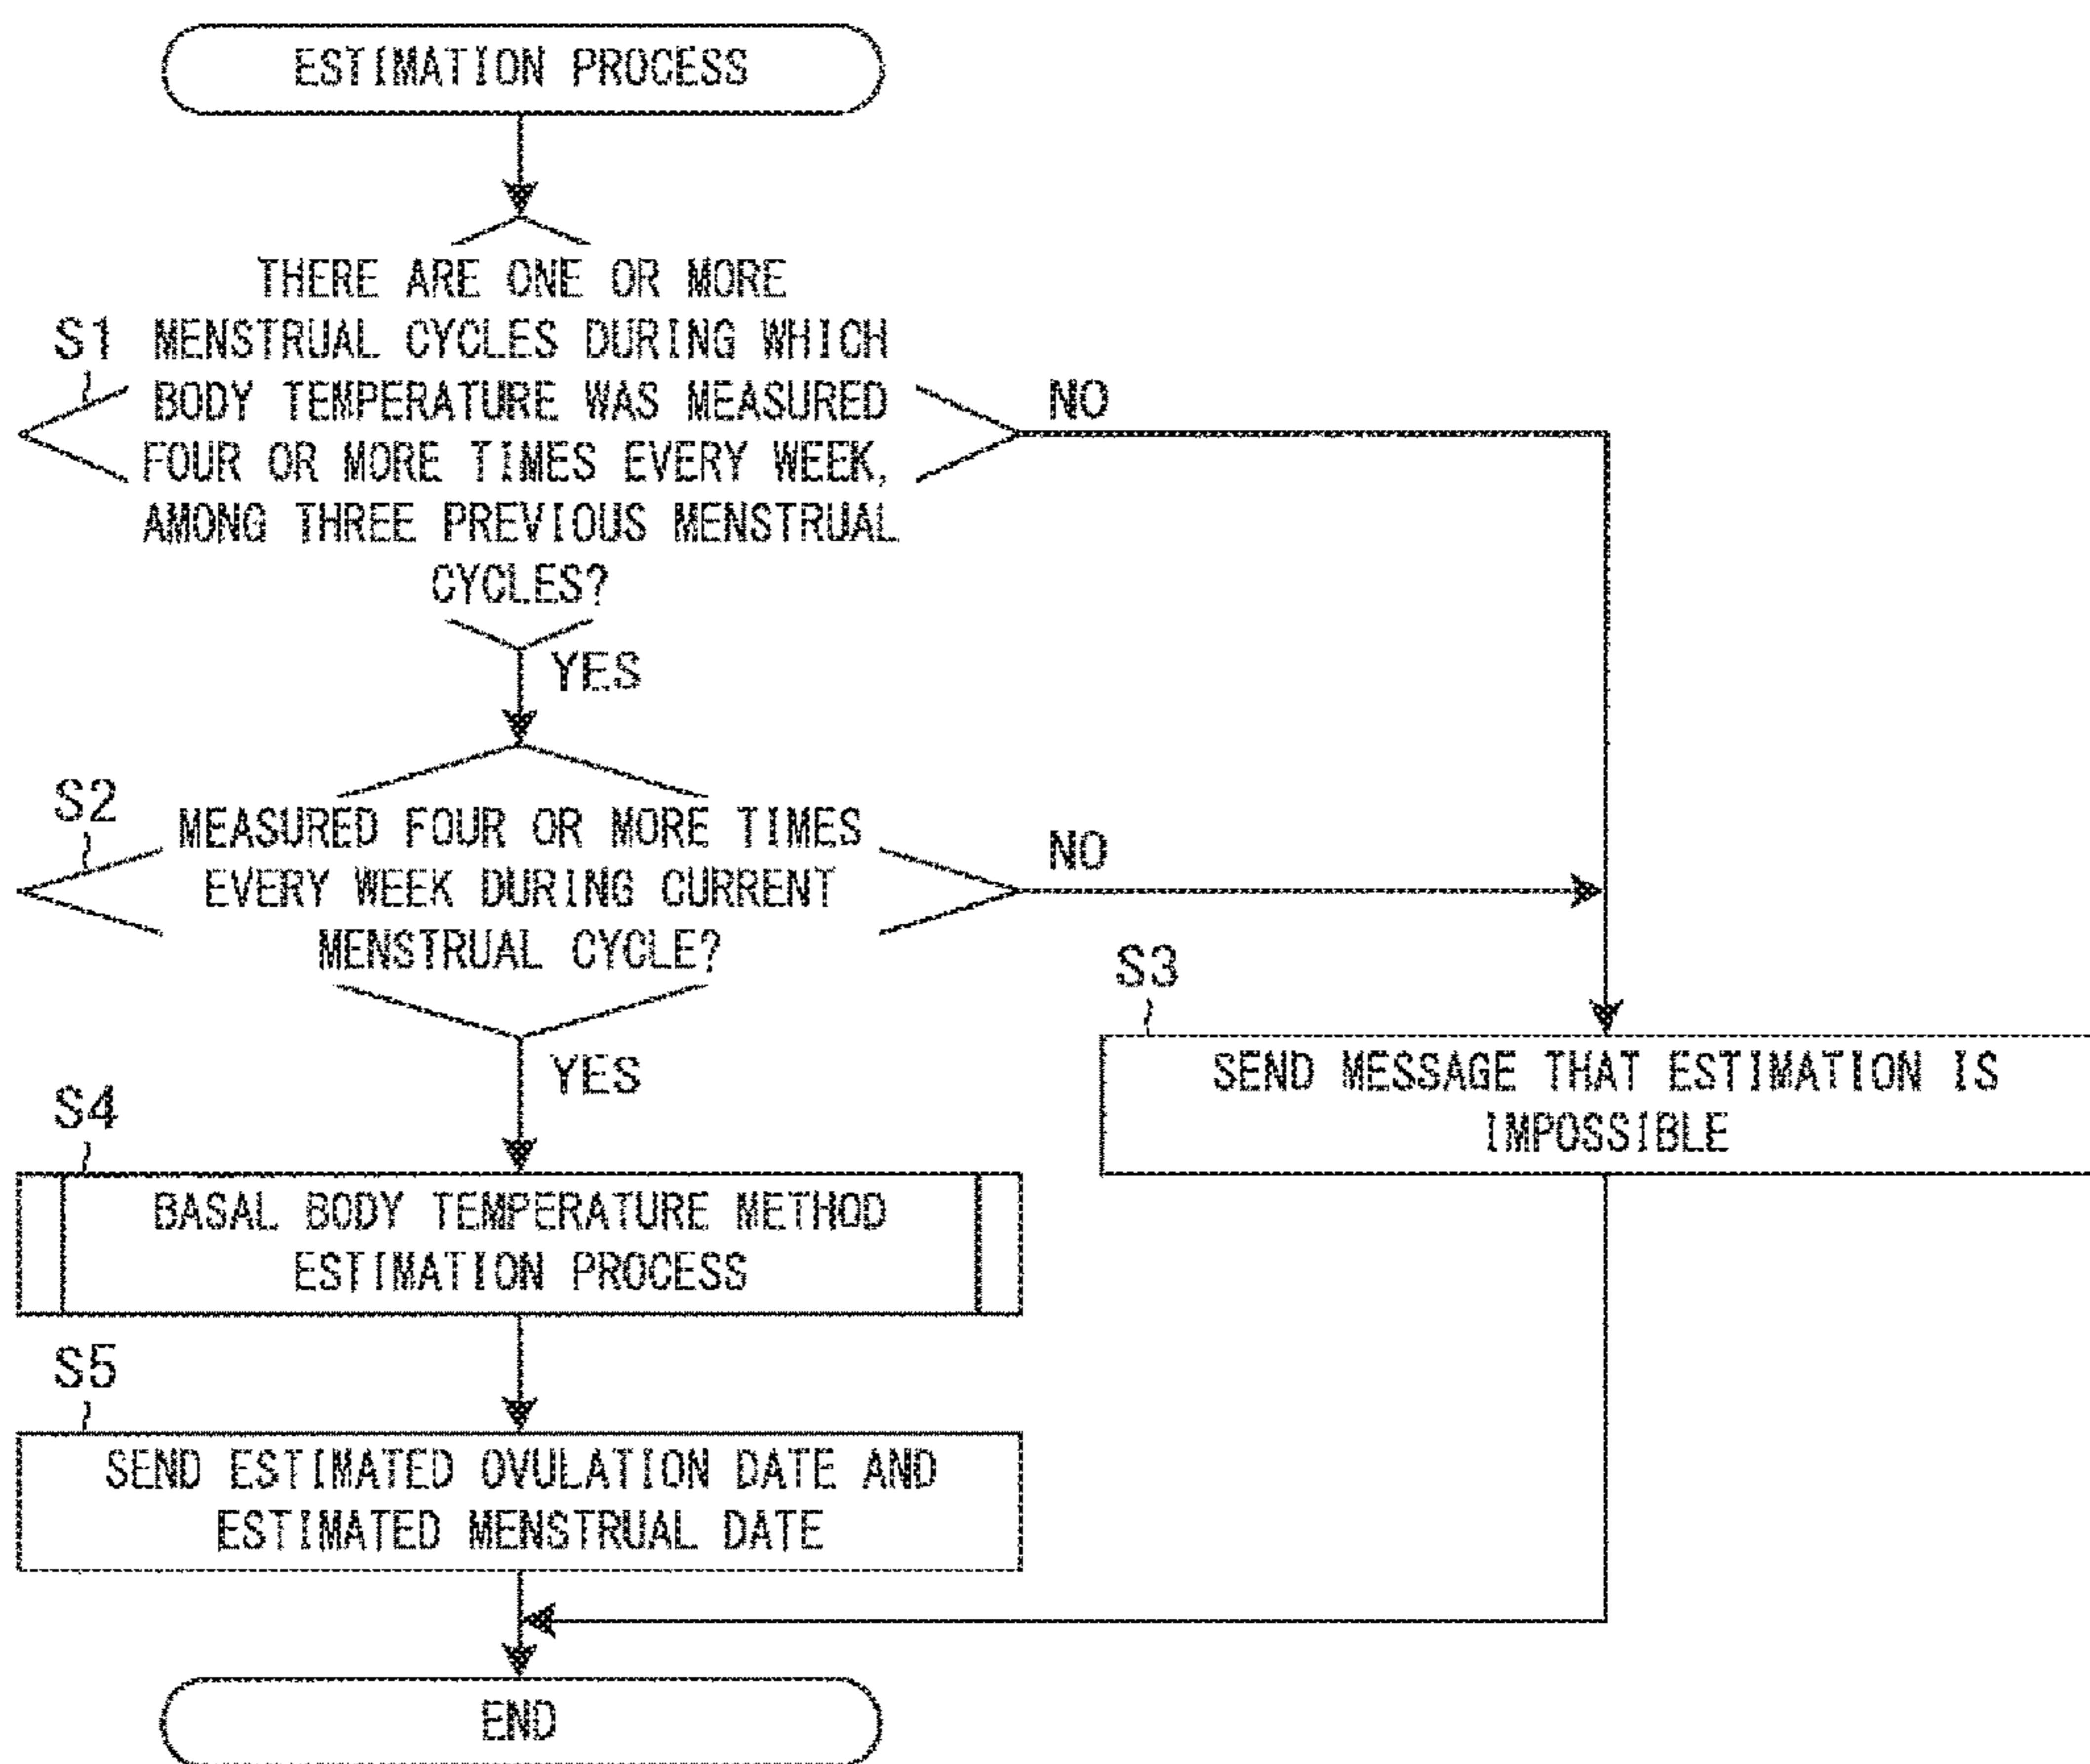 ESTIMATION PROCESS
S1
THERE ARE ONE OR MORE
MENSTRUAL CYCLES DURING WHICH
BODY TEMPERATURE WAS MEASURED
FOUR OR MORE TIMES EVERY WEEK,
AMONG THREE PREVIOUS MENSTRUAL
CYCLES?
NO
YES
S2
MEASURED FOUR OR MORE TIMES
EVERY WEEK DURING CURRENT
MENSTRUAL CYCLE?
NO
YES
S3
SEND MESSAGE THAT ESTIMATION IS
IMPOSSIBLE
S4
BASAL BODY TEMPERATURE METHOD
ESTIMATION PROCESS
S5
SEND ESTIMATED OVULATION DATE AND
ESTIMATED MENSTRUAL DATE
END